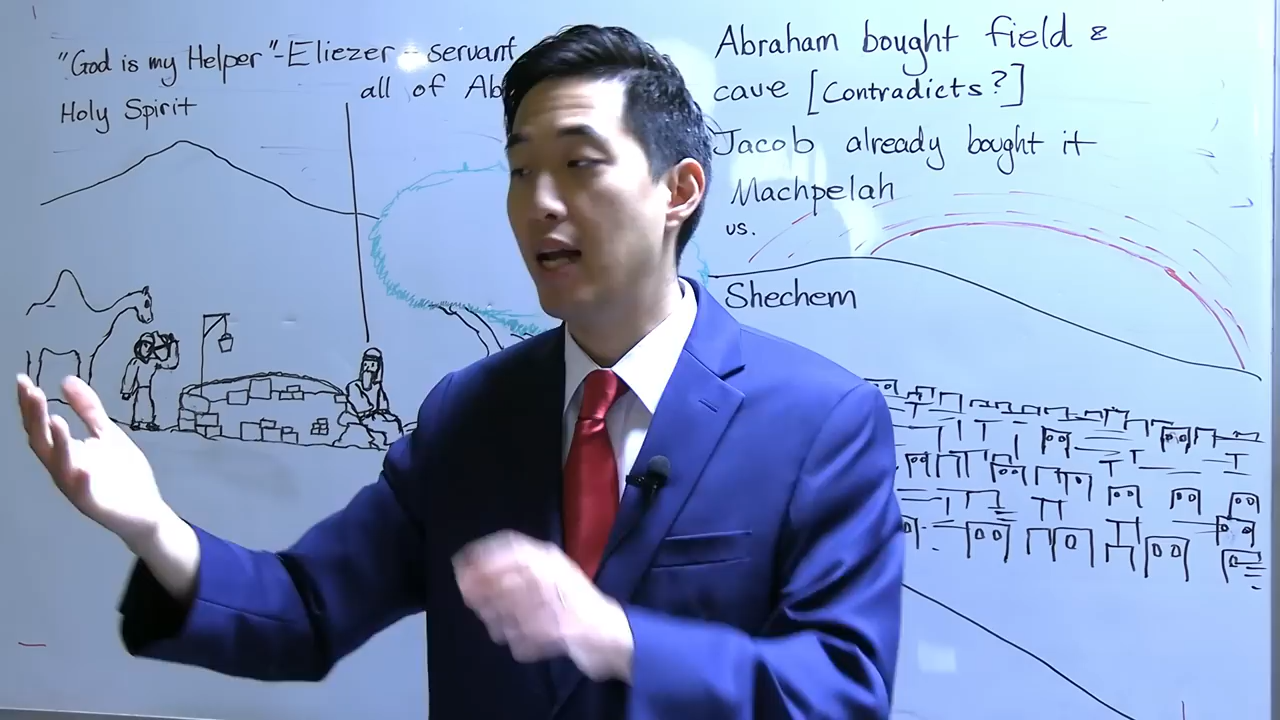 "God is my Helper"-Eliezer - servant
all of Ab
Holy Spirit
Abraham bought field &
cave [Contradicts?]
Jacob already bought it
Machpelah
vs.
Shechem